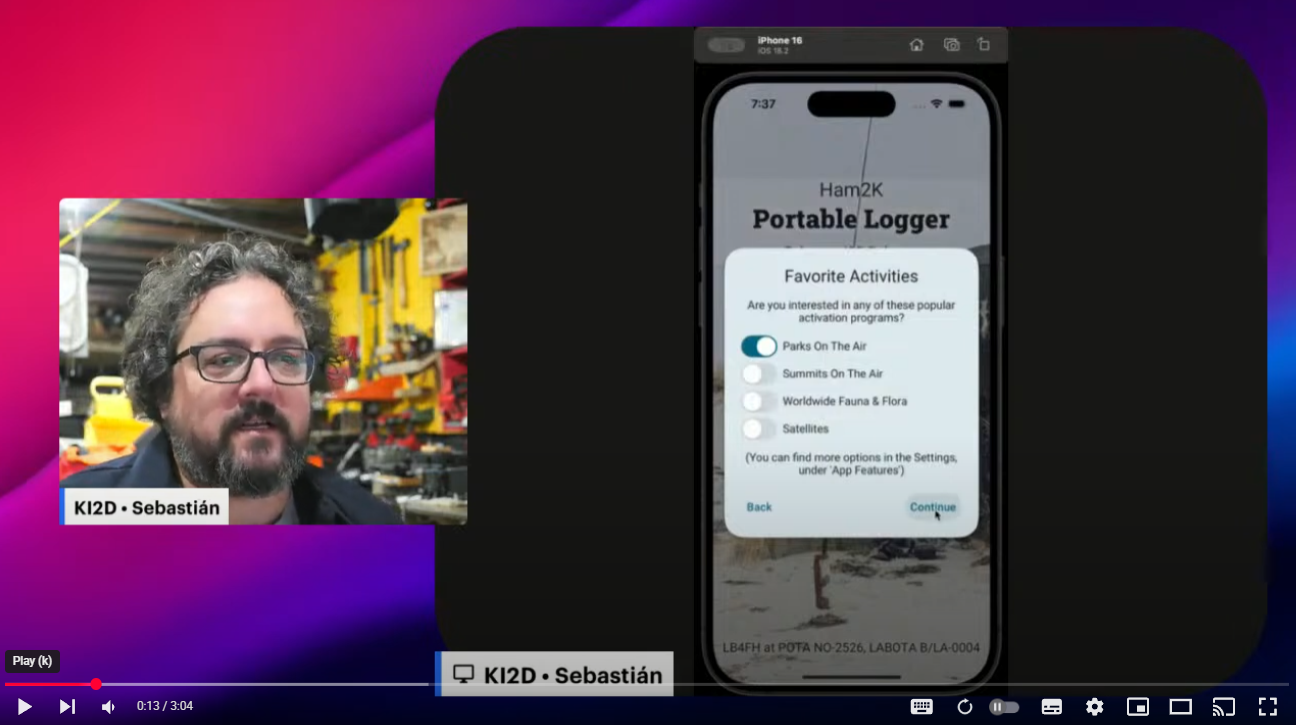 iPhone 16
iOS 18.2
7:37
Ham2K
Portable Logger
Favorite Activities
Are you interested in any of these popular
activation programs?
Parks On The Air
Summits On The Air
Worldwide Fauna & Flora
Satellites
(You can find more options in the Settings,
under 'App Features')
Back
Continue
LB4FH at POTA NO-2526, LABOTA B/LA-0004
KI2D • Sebastián
KI2D • Sebastián
Play (k)
0:13 / 3:04